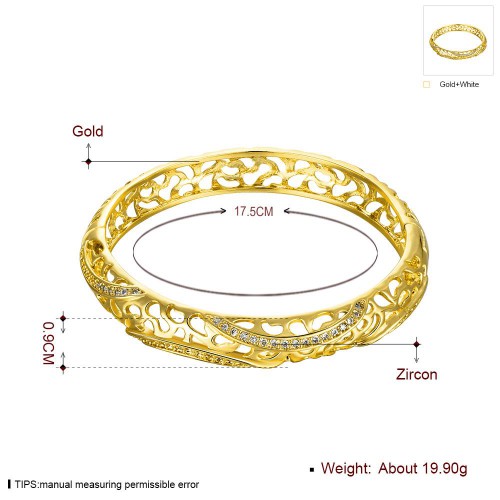 Gold+White
Gold
17.5CM
0.9CM
Zircon
Weight: About 19.90g
TIPS:manual measuring permissible error